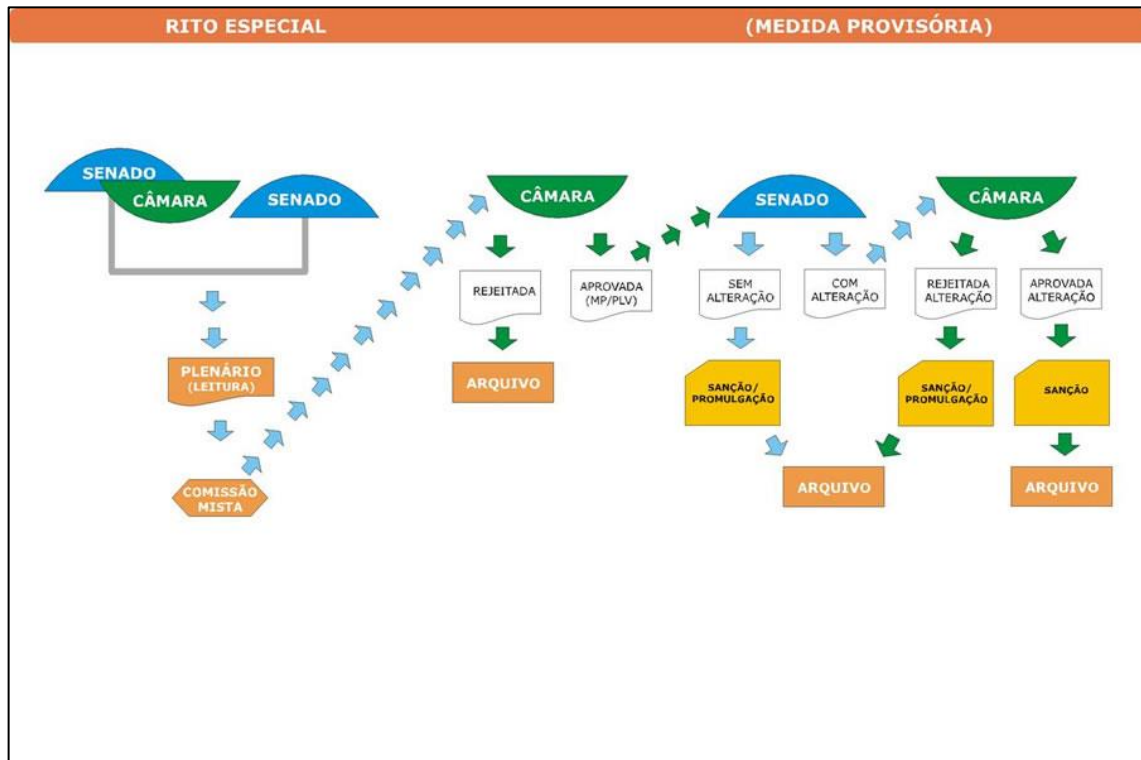 RITO ESPECIAL
(MEDIDA PROVISÓRIA)
SENADO
CÂMARA
SENADO
PLENÁRIO
(LEITURA)
COMISSÃO
MISTA
CÂMARA
REJEITADA
APROVADA
(MP/PLV)
ARQUIVO
SENADO
SEM
ALTERAÇÃO
COM
ALTERAÇÃO
SANÇÃO/
PROMULGAÇÃO
CÂMARA
REJEITADA
ALTERAÇÃO
APROVADA
ALTERAÇÃO
SANÇÃO/
PROMULGAÇÃO
SANÇÃO
ARQUIVO
ARQUIVO